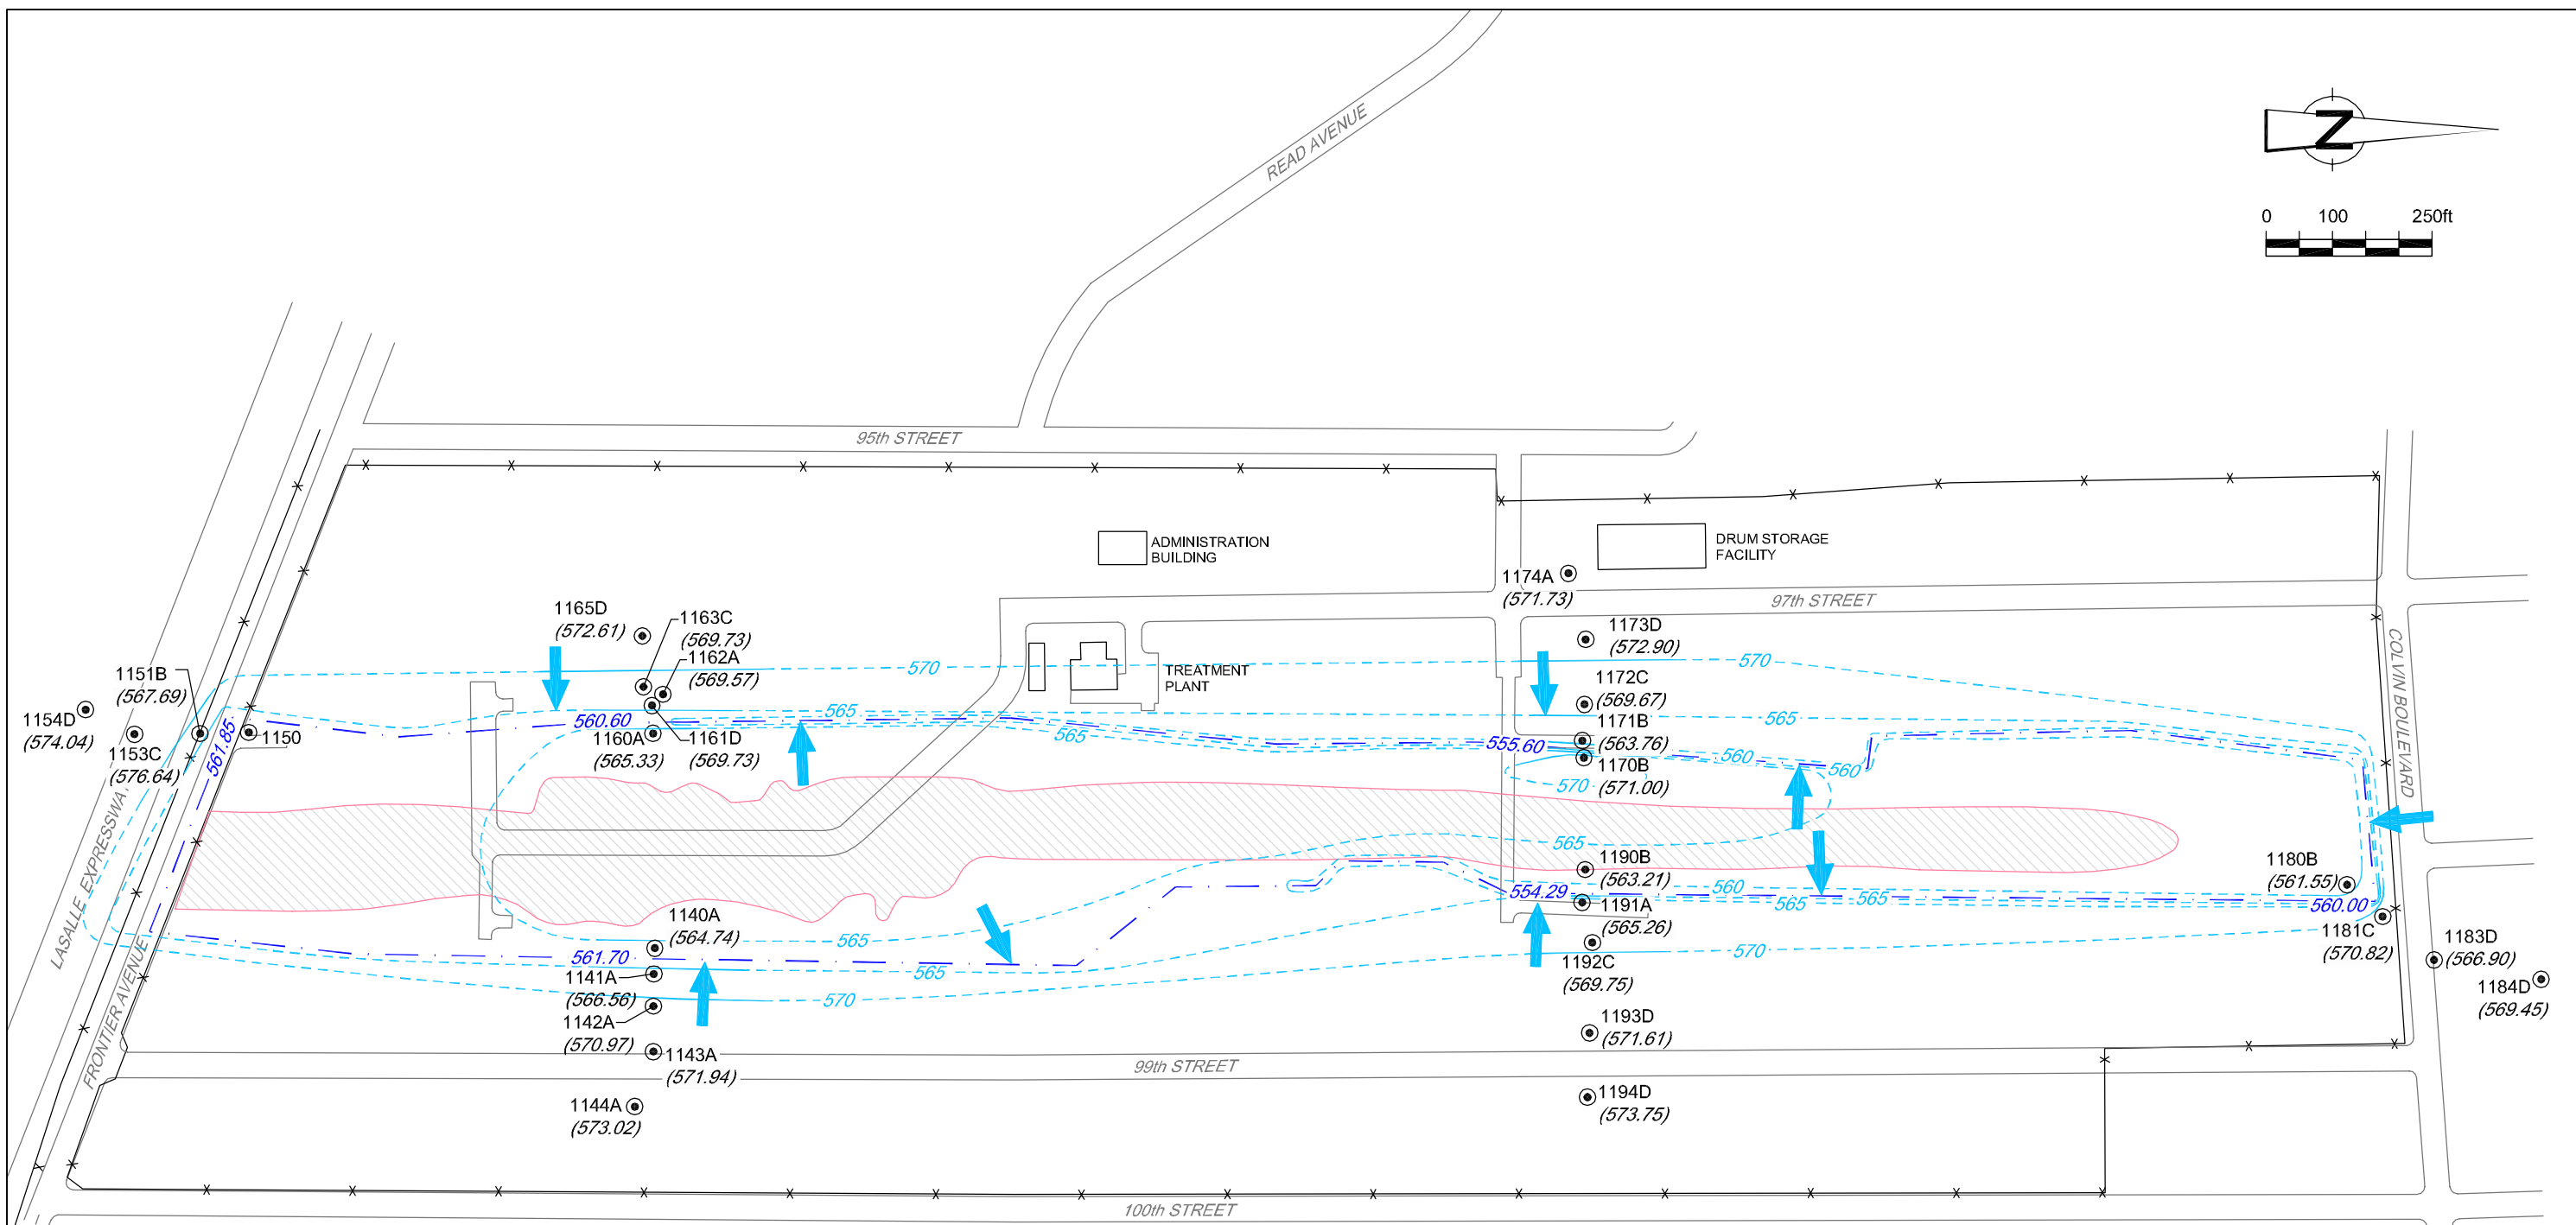 READ AVENUE
N
0 100 250ft
95th STREET
ADMINISTRATION
BUILDING
DRUM STORAGE
FACILITY
1174A
(571.73)
97th STREET
1165D
(572.61)
1163C
(569.73)
1162A
(569.57)
1173D
(572.90)
COLVIN BOULEVARD
570
TREATMENT
PLANT
570
1151B
(567.69)
1172C
(569.67)
1154D
(574.04)
1153C
(576.64)
561.85
1150
560.60
565
565
1160A
(565.33)
1161D
(569.73)
565
555.60
1171B
(563.76)
560
560
1170B
(571.00)
570
LASALLE EXPRESSWA
565
1190B
(563.21)
560
1180B
(561.55)
554.29
1191A
(565.26)
565
565
560.00
1140A
(564.74)
565
561.70
1181C
(570.82)
1183D
(566.90)
1184D
(569.45)
FRONTIER AVENUE
1141A
(566.56)
565
570
1192C
(569.75)
1142A
(570.97)
570
1193D
(571.61)
1143A
(571.94)
99th STREET
1144A
(573.02)
1194D
(573.75)
100th STREET